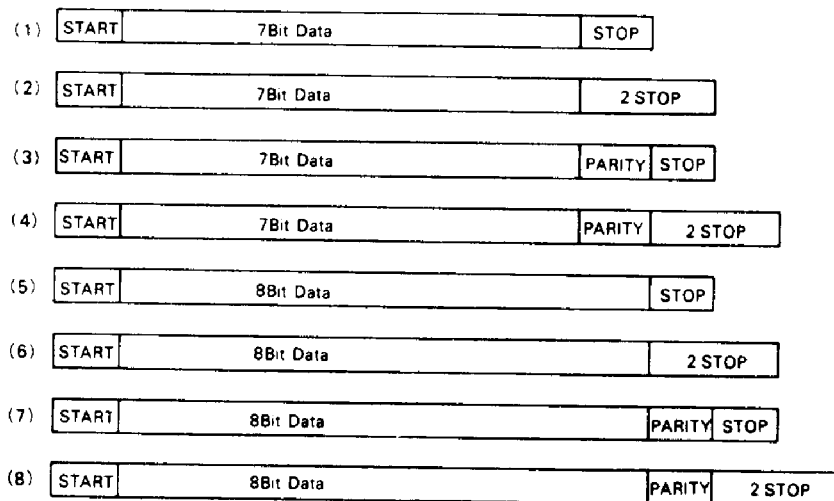 (1) START 7Bit Data STOP
(2) START 7Bit Data 2 STOP
(3) START 7Bit Data PARITY STOP
(4) START 7Bit Data PARITY 2 STOP
(5) START 8Bit Data STOP
(6) START 8Bit Data 2 STOP
(7) START 8Bit Data PARITY STOP
(8) START 8Bit Data PARITY 2 STOP